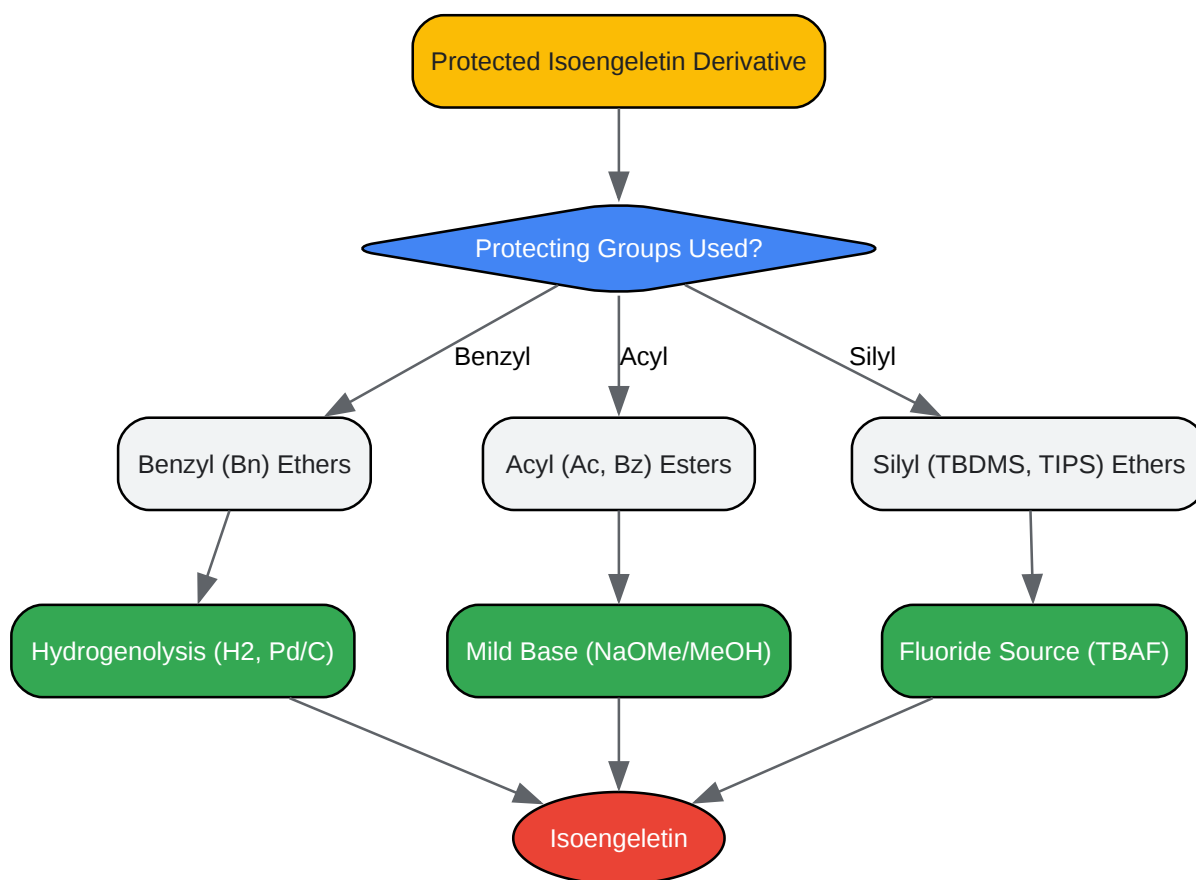 Protected Isoengeletin Derivative
Protecting Groups Used?
Benzyl
Acyl
Silyl
Benzyl (Bn) Ethers
Acyl (Ac, Bz) Esters
Silyl (TBDMS, TIPS) Ethers
Hydrogenolysis (H2, Pd/C)
Mild Base (NaOMe/MeOH)
Fluoride Source (TBAF)
Isoengeletin